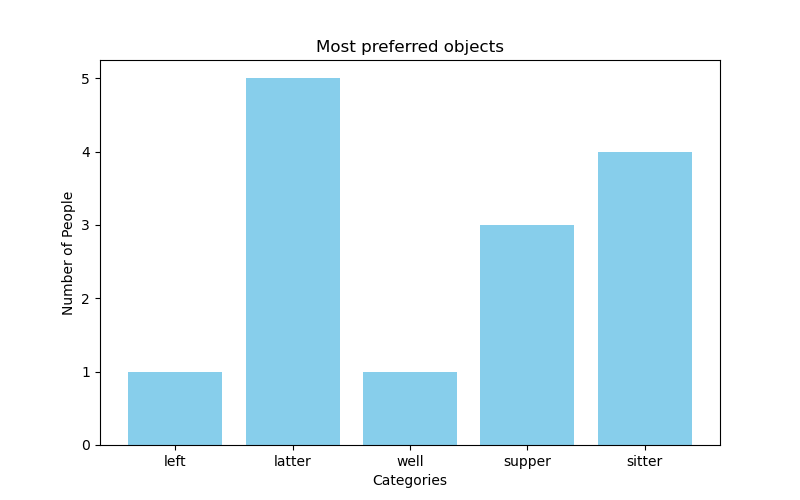 Most preferred objects
Number of People
5
4
3
2
1
0
left latter well supper sitter
Categories